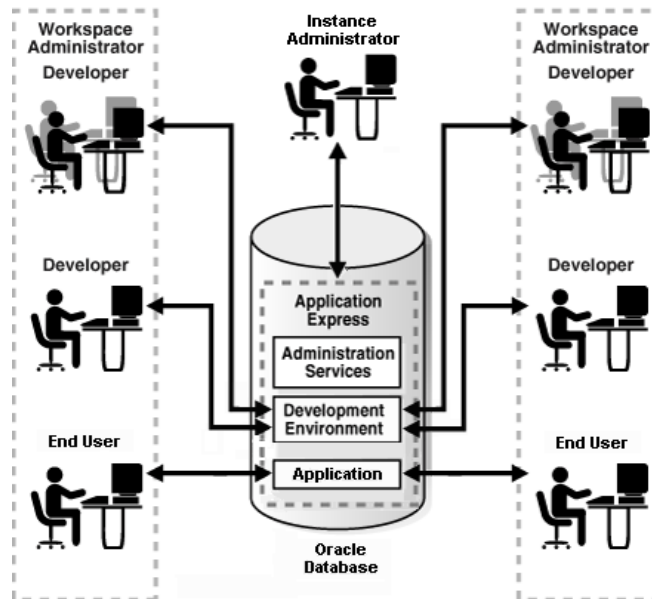 Workspace
Administrator
Developer
Developer
End User
Instance
Administrator
Application
Express
Administration
Services
Development
Environment
Application
Oracle
Database
Workspace
Administrator
Developer
Developer
End User